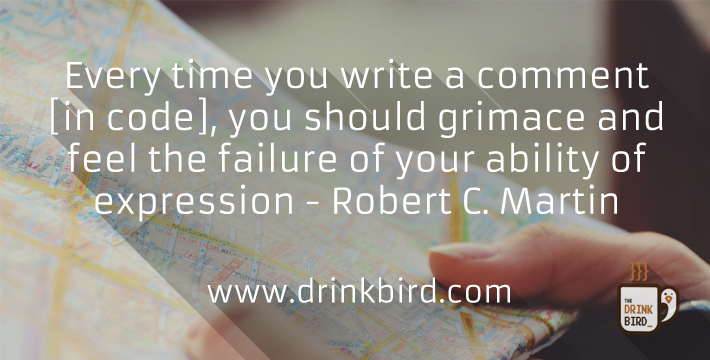 Every time you write a comment
[in code], you should grimace and
feel the failure of your ability of
expression - Robert C. Martin
www.drinkbird.com
THE
DRINK
BIRD_